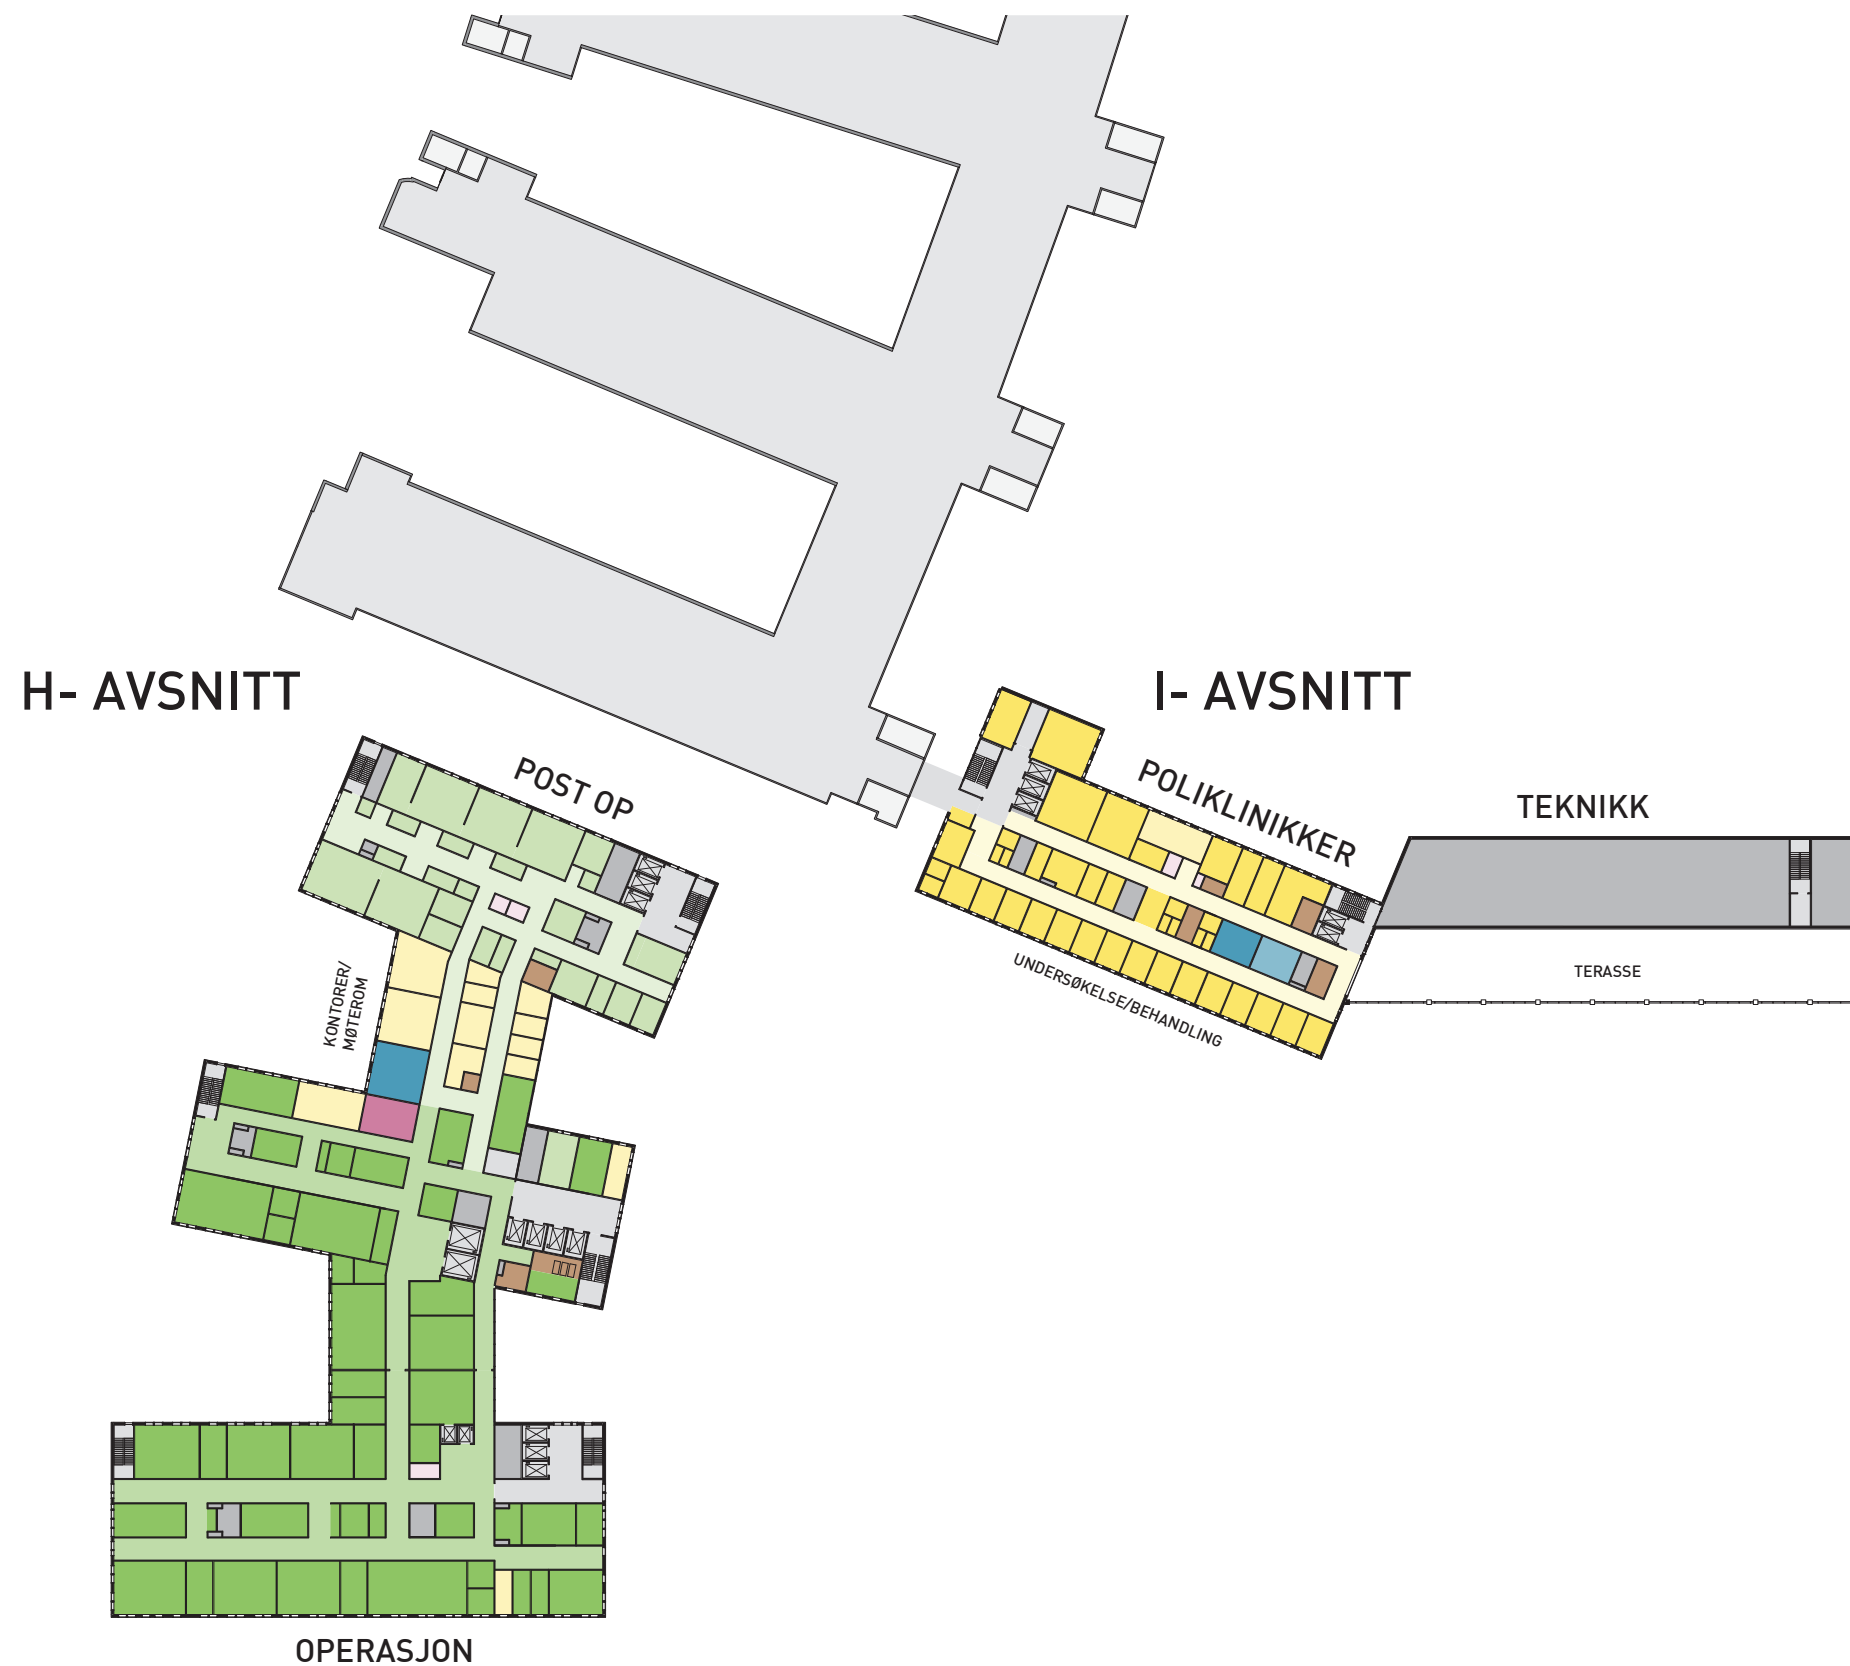 H- AVSNITT
I- AVSNITT
POST OP
POLIKLINIKKER
TEKNIKK
KONTORER/
MØTEROM
UNDERSØKELSE/BEHANDLING
TERASSE
OPERASJON